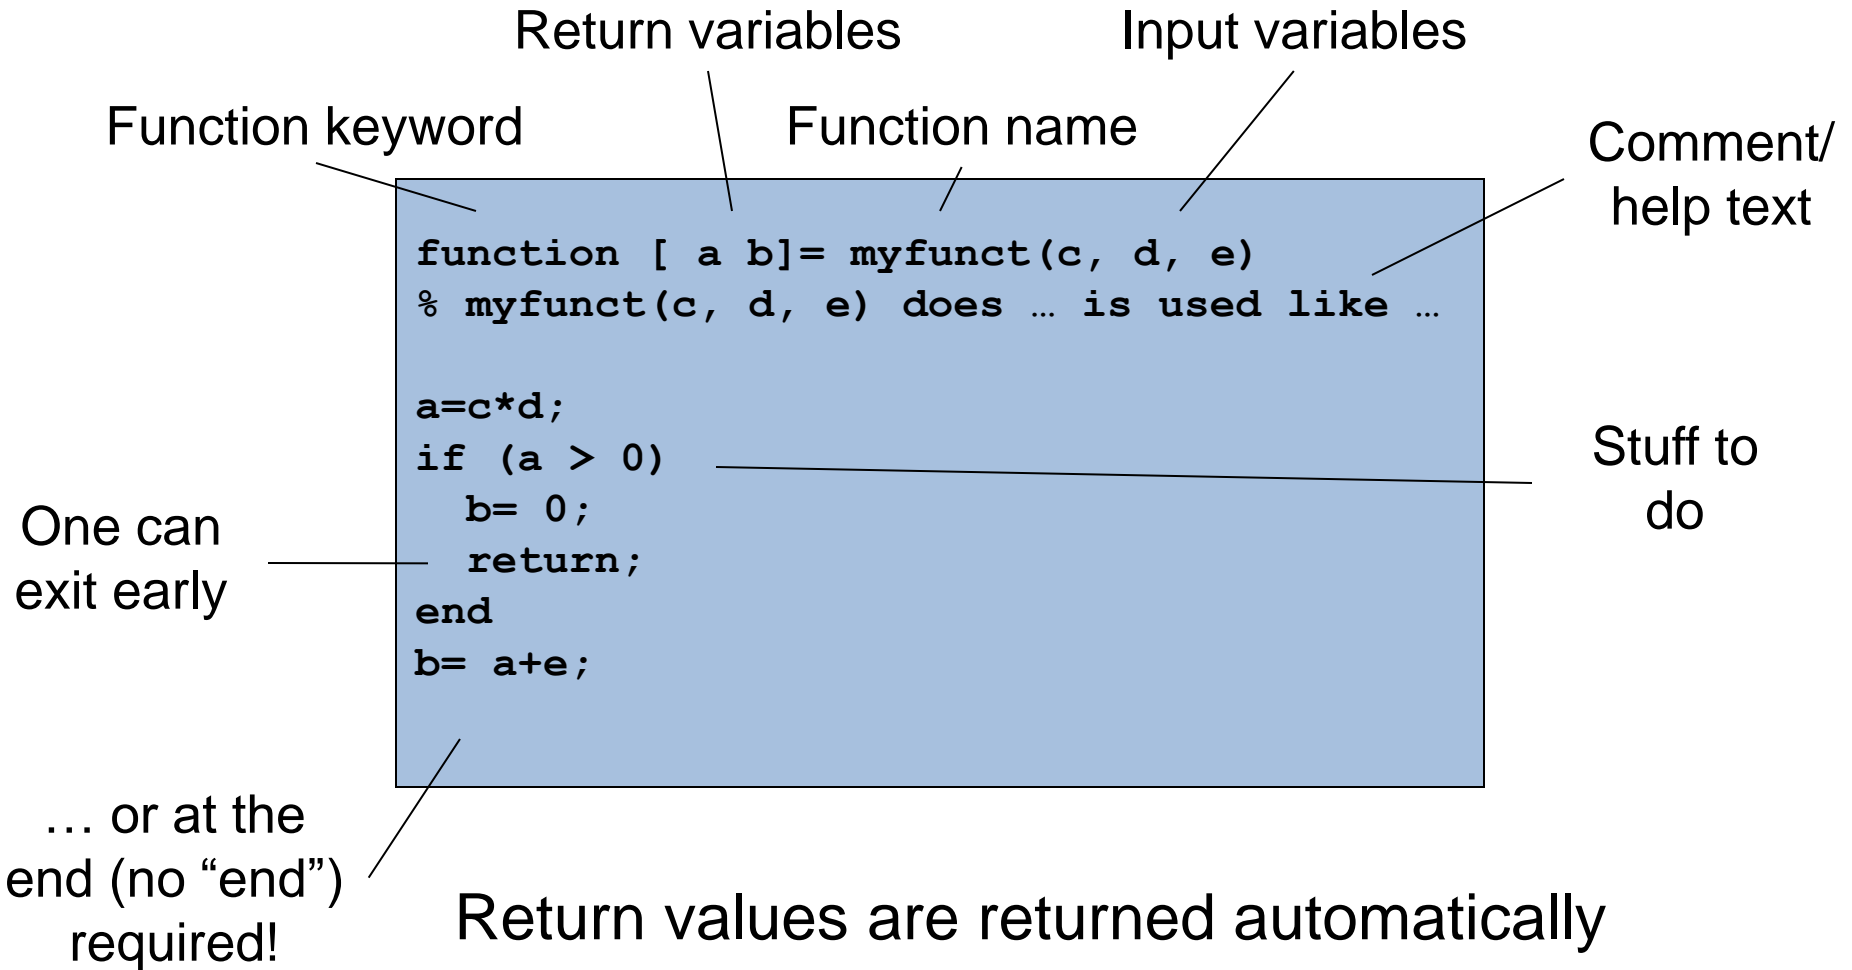 Return variables
Input variables
Function keyword
Function name
Comment/
help text
function [ a b]= myfunct(c, d, e)
% myfunct(c, d, e) does … is used like …
a=c*d;
if (a > 0)
b= 0;
return;
end
b= a+e;
Stuff to
do
One can
exit early
… or at the
end (no “end”)
required!
Return values are returned automatically